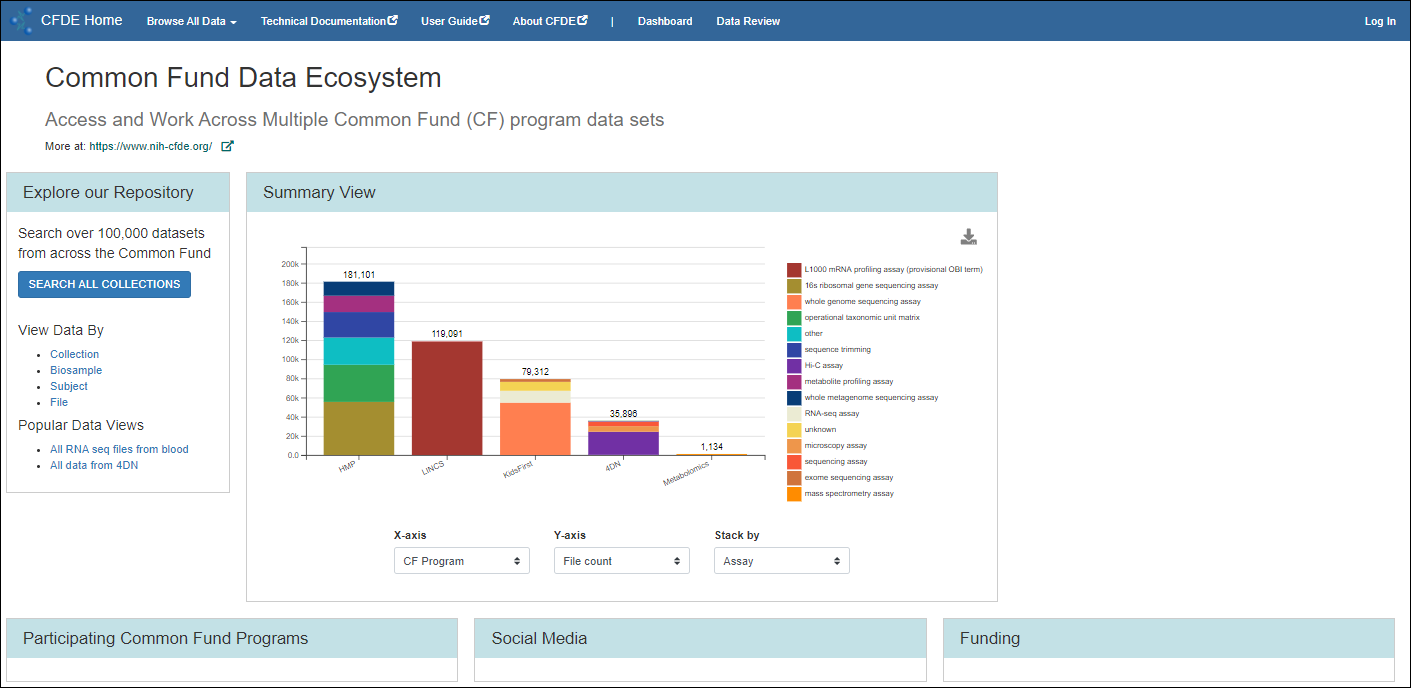 CFDE Home Browse All Data Technical Documentation User Guide About CFDE | Dashboard Data Review Log In
Common Fund Data Ecosystem
Access and Work Across Multiple Common Fund (CF) program data sets
More at: https://www.nih-cfde.org/
Explore our Repository
Search over 100,000 datasets
from across the Common Fund
SEARCH ALL COLLECTIONS
View Data By
Collection
Biosample
Subject
File
Popular Data Views
All RNA seq files from blood
All data from 4DN
Summary View
200k
180k
160k
140k
120k
100k
80k
60k
40k
20k
0.0
181,101
119,091
79,312
35,896
1,134
HMP
LINCS
KidsFirst
4DN
Metabolomics
L1000 mRNA profiling assay (provisional OBI term)
16s ribosomal gene sequencing assay
whole genome sequencing assay
operational taxonomic unit matrix
other
sequence trimming
Hi-C assay
metabolite profiling assay
whole metagenome sequencing assay
RNA-seq assay
unknown
microscopy assay
sequencing assay
exome sequencing assay
mass spectrometry assay
X-axis Y-axis Stack by
CF Program File count Assay
Participating Common Fund Programs
Social Media
Funding